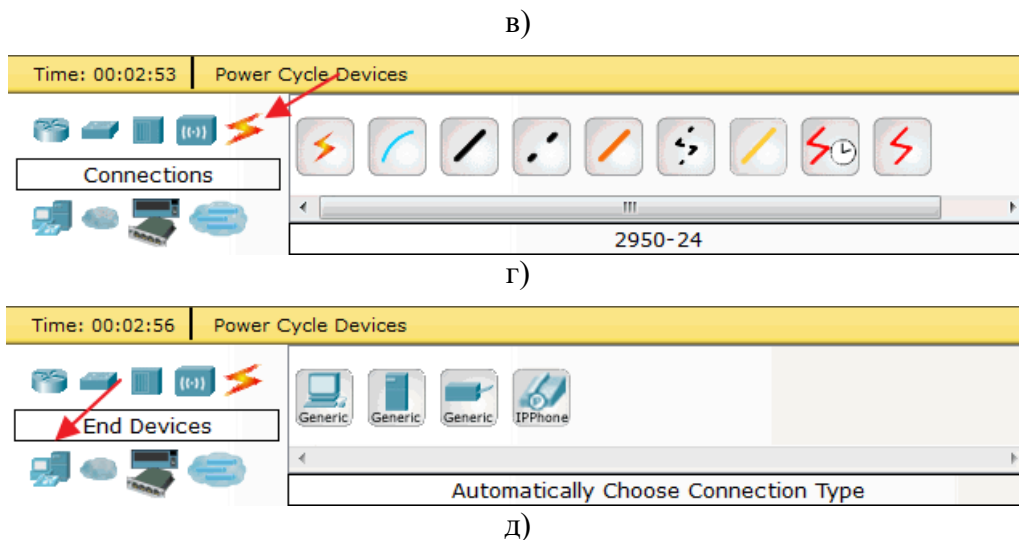 в)
Time: 00:02:53 Power Cycle Devices
Connections
2950-24
г)
Time: 00:02:56 Power Cycle Devices
End Devices
Generic Generic Generic IPPhone
Automatically Choose Connection Type
д)